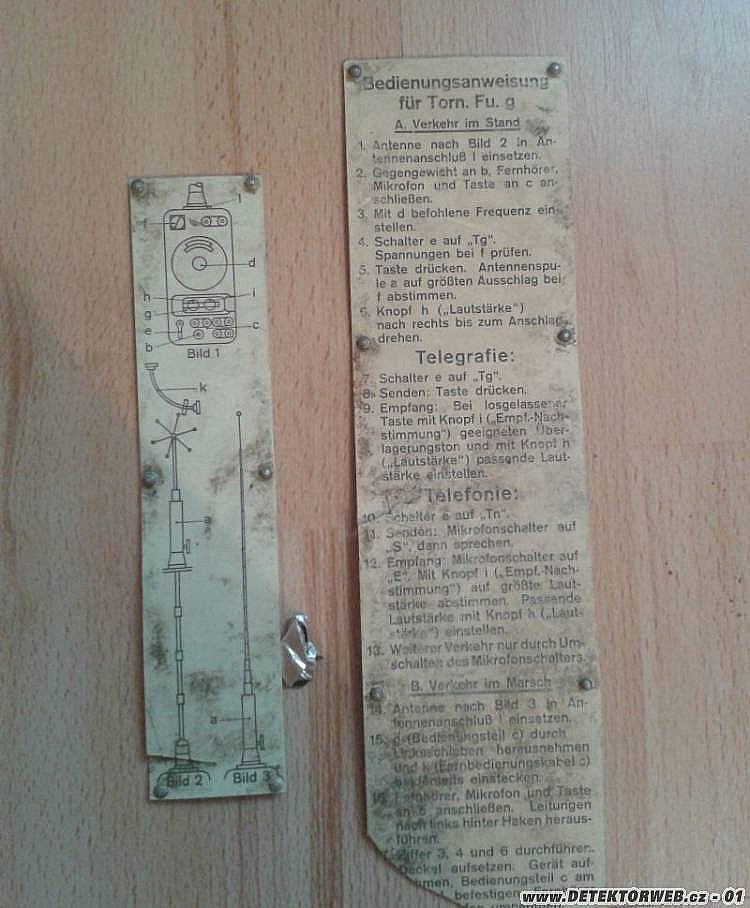 l
f
d
h
i
g
e
c
b
Bild 1
k
a
a
Bild 2
Bild 3
Bedienungsanweisung
für Torn. Fu. g
A. Verkehr im Stand
1. Antenne nach Bild 2 in An-
tennenanschluß l einsetzen.
2. Gegengewicht an b, Fernhörer,
Mikrofon und Taste an c an-
schließen.
3. Mit d befohlene Frequenz ein-
stellen.
4. Schalter e auf „Tg".
Spannungen bei f prüfen.
5. Taste drücken. Antennenspu-
le a auf größten Ausschlag bei
f abstimmen.
6. Knopf h („Lautstärke")
nach rechts bis zum Anschlag
drehen.
Telegrafie:
7. Schalter e auf „Tg".
8. Senden: Taste drücken.
9. Empfang: Bei losgelassener
Taste mit Knopf i („Empf.-Nach-
stimmung") geeigneten Über-
lagerungston und mit Knopf h
(„Lautstärke") passende Laut-
stärke einstellen.
Telefonie:
10. Schalter e auf „Tn".
11. Senden: Mikrofonschalter auf
„S", dann sprechen.
12. Empfang: Mikrofonschalter auf
„E". Mit Knopf i („Empf.-Nach-
stimmung") auf größte Laut-
stärke abstimmen. Passende
Lautstärke mit Knopf h („Laut-
stärke") einstellen.
13. Weiterer Verkehr nur durch Um-
schalten des Mikrofonschalters.
B. Verkehr im Marsch
14. Antenne nach Bild 3 in An-
tennenanschluß l einsetzen.
15. g (Bedienungsteil c) durch
Linksschieben herausnehmen
und k (Fernbedienungskabel c)
einstecken.
16. Fernhörer, Mikrofon und Taste
an anschließen. Leitungen
nach links hinter Haken heraus-
führen.
Ziffer 3, 4 und 6 durchführen.
Deckel aufsetzen. Gerät auf-
Bedienungsteil c am
befestigen.
www.DETEKTORWEB.cz - 01